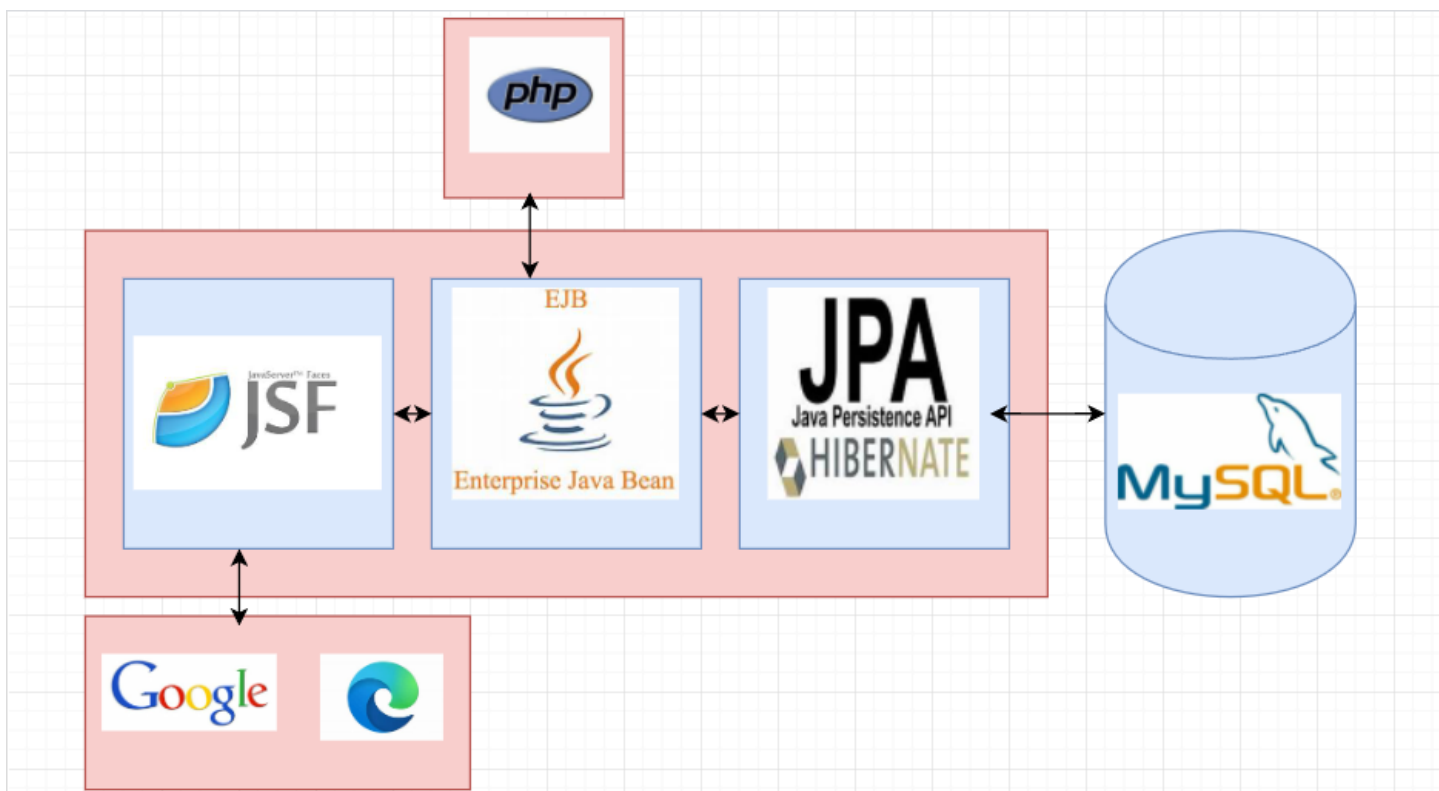 php
EJB
Enterprise Java Bean
JavaServer™ Faces
JSF
JPA
Java Persistence API
HIBERNATE
MySQL®
Google